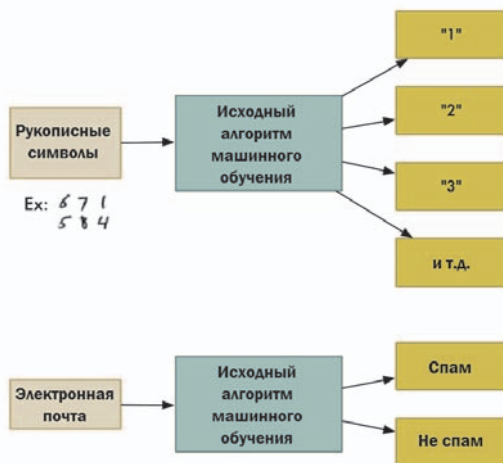 "1"
Рукописные
символы
Исходный
алгоритм
машинного
обучения
"2"
"3"
и т.д.
Ex: 6 7 1
5 8 4
Электронная
почта
Исходный
алгоритм
машинного
обучения
Спам
Не спам